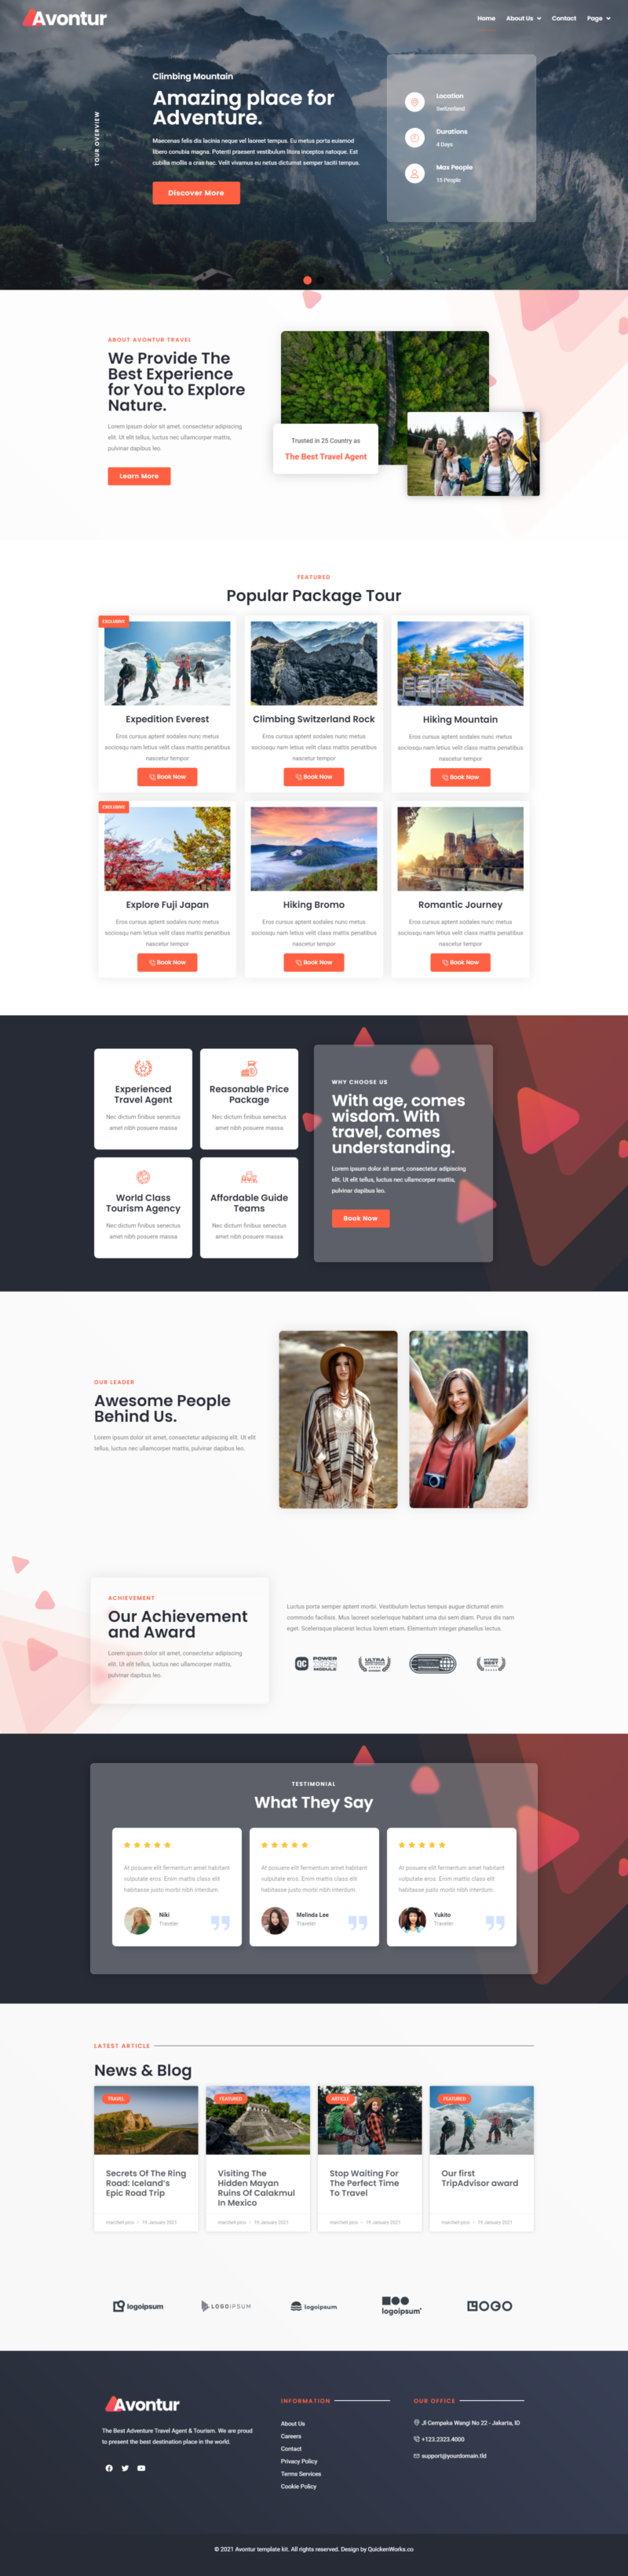 Avontur
Home About Us Contact Page
TOUR OVERVIEW
Climbing Mountain
Amazing place for
Adventure.
Maecenas felis dis lacinia neque vel laoreet tempus. Eu metus porta euismod
libero conubia magna. Potenti praesent vestibulum litora inceptos natoque. Est
cubilia mollis a cras hac. Velit vivamus eu netus dictumst semper taciti tempus.
Discover More
Location
Switzerland
Durations
4 Days
Max People
15 People
ABOUT AVONTUR TRAVEL
We Provide The
Best Experience
for You to Explore
Nature.
Lorem ipsum dolor sit amet, consectetur adipiscing
elit. Ut elit tellus, luctus nec ullamcorper mattis,
pulvinar dapibus leo.
Learn More
Trusted in 25 Country as
The Best Travel Agent
FEATURED
Popular Package Tour
EXCLUSIVE
Expedition Everest
Eros cursus aptent sodales nunc metus
sociosqu nam letius velit class mattis penatibus
nascetur tempor
Book Now
Climbing Switzerland Rock
Eros cursus aptent sodales nunc metus
sociosqu nam letius velit class mattis penatibus
nascetur tempor
Book Now
Hiking Mountain
Eros cursus aptent sodales nunc metus
sociosqu nam letius velit class mattis penatibus
nascetur tempor
Book Now
EXCLUSIVE
Explore Fuji Japan
Eros cursus aptent sodales nunc metus
sociosqu nam letius velit class mattis penatibus
nascetur tempor
Book Now
Hiking Bromo
Eros cursus aptent sodales nunc metus
sociosqu nam letius velit class mattis penatibus
nascetur tempor
Book Now
Romantic Journey
Eros cursus aptent sodales nunc metus
sociosqu nam letius velit class mattis penatibus
nascetur tempor
Book Now
Experienced
Travel Agent
Nec dictum finibus senectus
amet nibh posuere massa
Reasonable Price
Package
Nec dictum finibus senectus
amet nibh posuere massa
World Class
Tourism Agency
Nec dictum finibus senectus
amet nibh posuere massa
Affordable Guide
Teams
Nec dictum finibus senectus
amet nibh posuere massa
WHY CHOOSE US
With age, comes
wisdom. With
travel, comes
understanding.
Lorem ipsum dolor sit amet, consectetur adipiscing
elit. Ut elit tellus, luctus nec ullamcorper mattis,
pulvinar dapibus leo.
Book Now
OUR LEADER
Awesome People
Behind Us.
Lorem ipsum dolor sit amet, consectetur adipiscing elit. Ut elit
tellus, luctus nec ullamcorper mattis, pulvinar dapibus leo.
ACHIEVEMENT
Our Achievement
and Award
Lorem ipsum dolor sit amet, consectetur adipiscing
elit. Ut elit tellus, luctus nec ullamcorper mattis,
pulvinar dapibus leo.
Luctus porta semper aptent morbi. Vestibulum lectus tempus augue dictumst enim
commodo facilisis. Mus laoreet scelerisque habitant urna dui sem diam. Purus dis nam
eget. Scelerisque placerat lectus lorem etiam. Elementum integer phasellus lectus.
QC POWER
MODULE
ULTRA
BEST
TESTIMONIAL
What They Say
At posuere elit fermentum amet habitant
vulputate eros. Enim mattis class elit
habitasse justo morbi nibh interdum.
Niki
Traveler
At posuere elit fermentum amet habitant
vulputate eros. Enim mattis class elit
habitasse justo morbi nibh interdum.
Melinda Lee
Traveler
At posuere elit fermentum amet habitant
vulputate eros. Enim mattis class elit
habitasse justo morbi nibh interdum.
Yukito
Traveler
LATEST ARTICLE
News & Blog
TRAVEL
Secrets Of The Ring
Road: Iceland's
Epic Road Trip
19 January 2021
FEATURED
Visiting The
Hidden Mayan
Ruins Of Calakmul
In Mexico
19 January 2021
ARTICLE
Stop Waiting For
The Perfect Time
To Travel
19 January 2021
FEATURED
Our first
TripAdvisor award
19 January 2021
logoipsum
LOGOIPSUM
logoipsum
logoipsum
LOGO
Avontur
The Best Adventure Travel Agent & Tourism. We are proud
to present the best destination place in the world.
INFORMATION
About Us
Careers
Contact
Privacy Policy
Terms Services
Cookie Policy
OUR OFFICE
Jl Cempaka Wangi No 22 - Jakarta, ID
+123.2323.4000
support@yourdomain.tld
© 2021 Avontur template kit. All rights reserved. Design by QuickenWorks.co